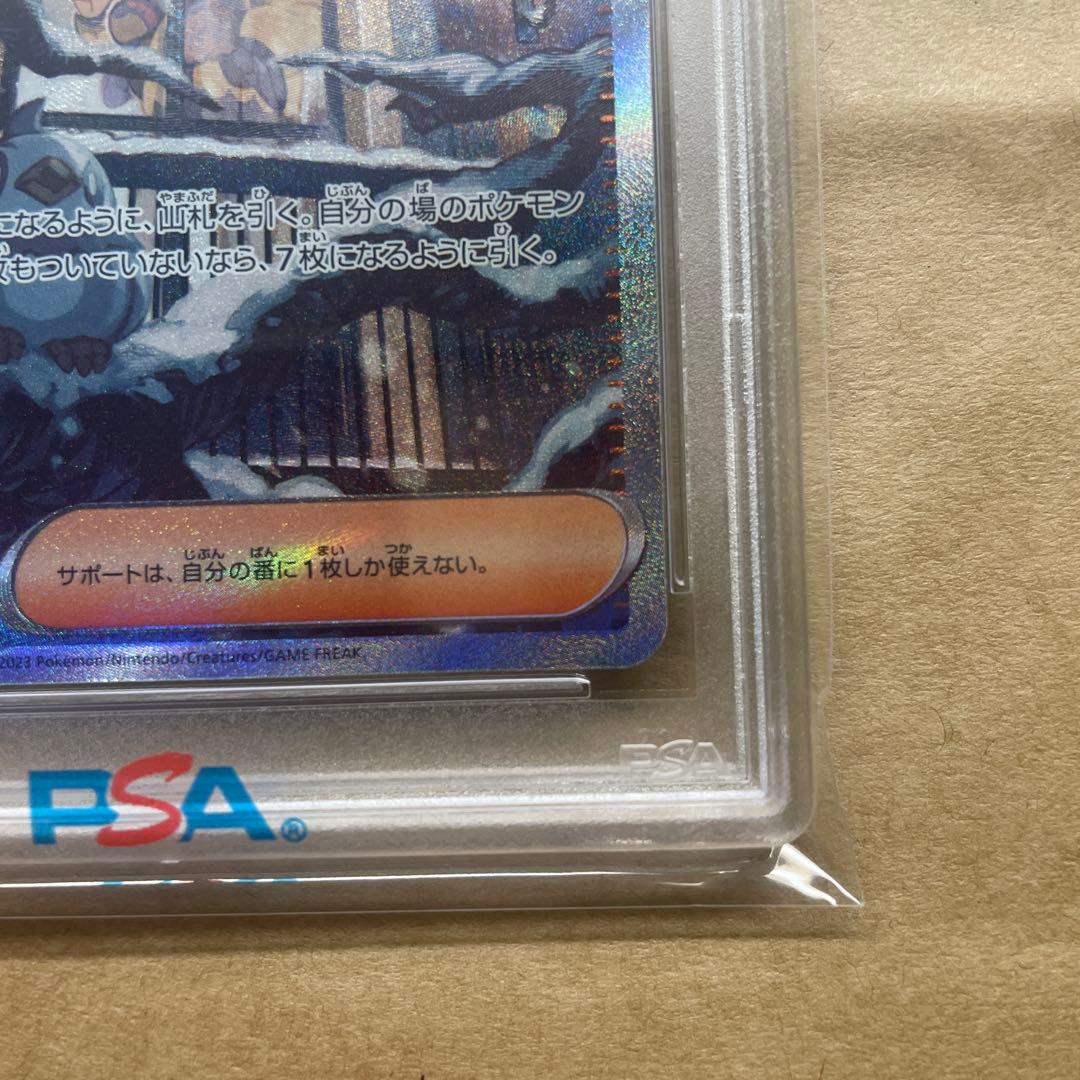 になるように、山札を引く。自分の場のポケモン
もついていないなら、7枚になるように引く。
サポートは、自分の番に1枚しか使えない。
2023 Pokémon/Nintendo/Creatures/GAME FREAK.
PSA
PSA®